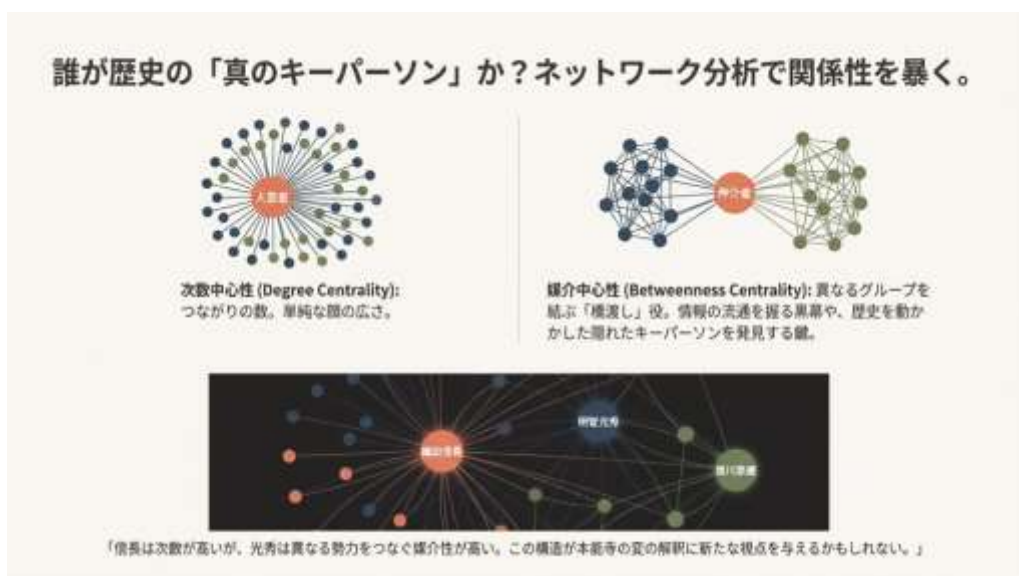 誰が歴史の「真のキーパーソン」か？ネットワーク分析で関係性を暴く。
人気者
仲介者
次数中心性 (Degree Centrality):
つながりの数。単純な顔の広さ。
媒介中心性 (Betweenness Centrality): 異なるグループを
結ぶ「橋渡し」役。情報の流通を握る黒幕や、歴史を動か
かした隠れたキーパーソンを発見する鍵。
織田信長
明智光秀
徳川家康
「信長は次数が高いが、光秀は異なる勢力をつなぐ媒介性が高い。この構造が本能寺の変の解釈に新たな視点を与えるかもしれない。」